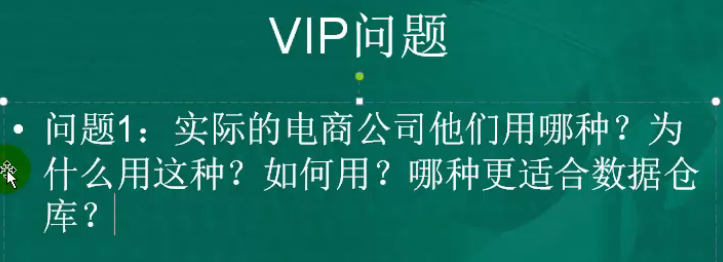 VIP问题
• 问题1：实际的电商公司他们用哪种？为
什么用这种？如何用？哪种更适合数据仓
库？